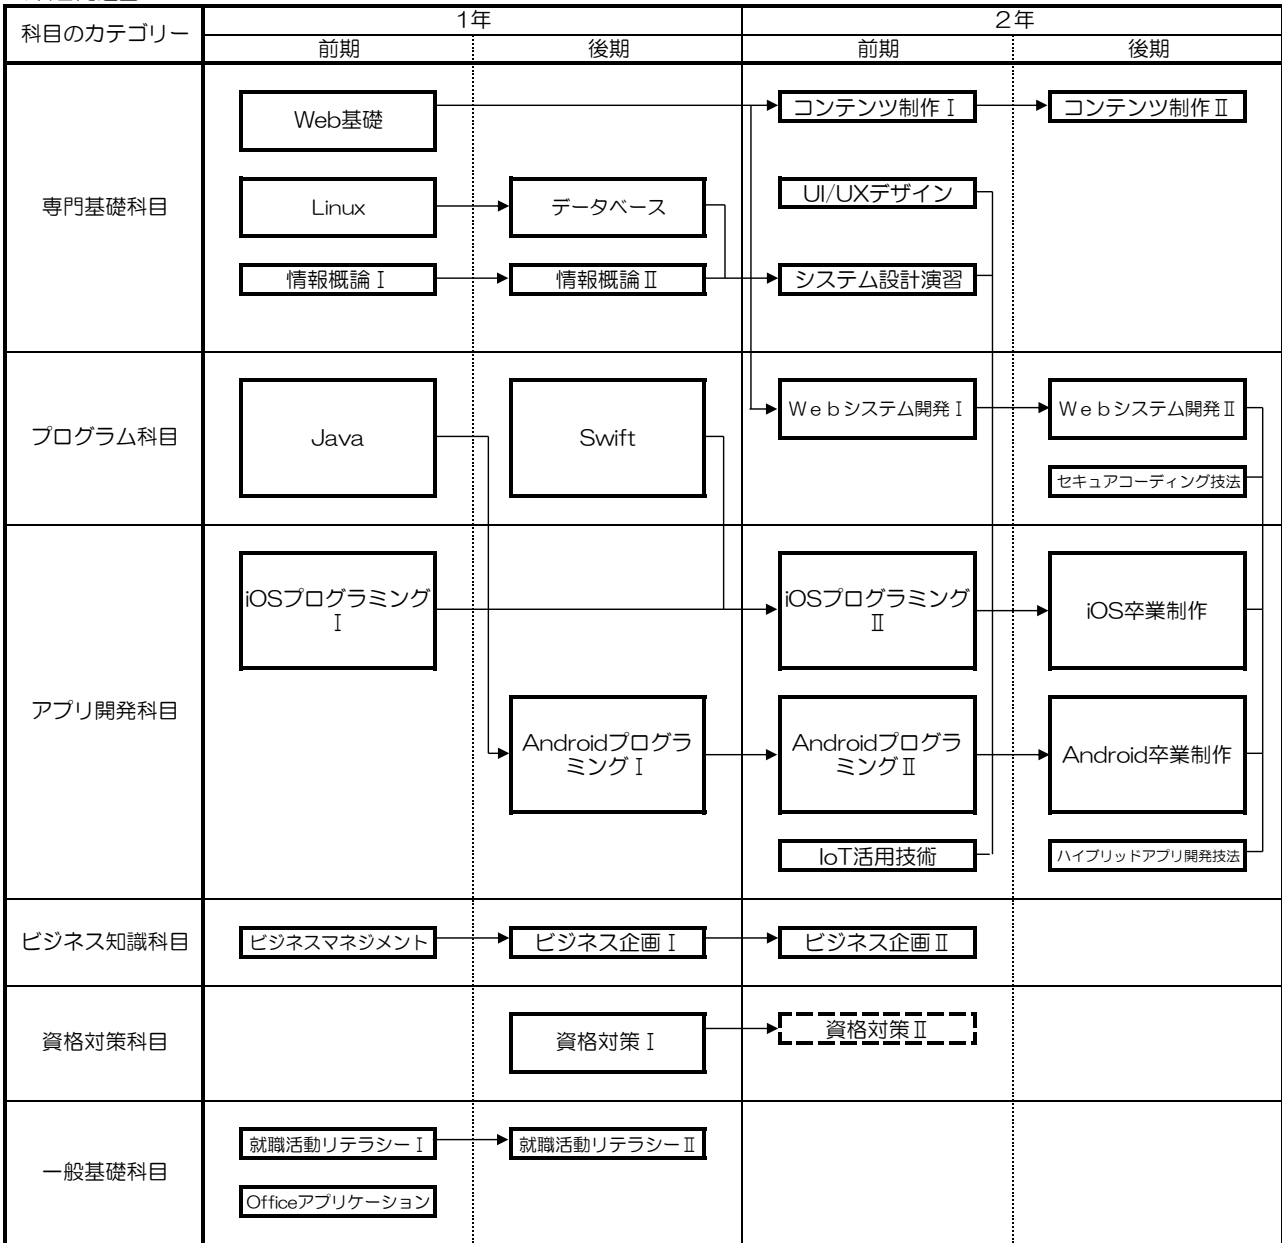 科目のカテゴリー
1年
2年
前期
後期
前期
後期
専門基礎科目
Web基礎
コンテンツ制作Ⅰ
コンテンツ制作Ⅱ
Linux
データベース
UI/UXデザイン
情報概論Ⅰ
情報概論Ⅱ
システム設計演習
プログラム科目
Java
Swift
Ｗｅｂシステム開発Ⅰ
Ｗｅｂシステム開発Ⅱ
セキュアコーディング技法
アプリ開発科目
iOSプログラミング
Ⅰ
iOSプログラミング
Ⅱ
iOS卒業制作
Androidプログラ
ミングⅠ
Androidプログラ
ミングⅡ
Android卒業制作
IoT活用技術
ハイブリッドアプリ開発技法
ビジネス知識科目
ビジネスマネジメント
ビジネス企画Ⅰ
ビジネス企画Ⅱ
資格対策科目
資格対策Ⅰ
資格対策Ⅱ
一般基礎科目
就職活動リテラシーⅠ
就職活動リテラシーⅡ
Officeアプリケーション